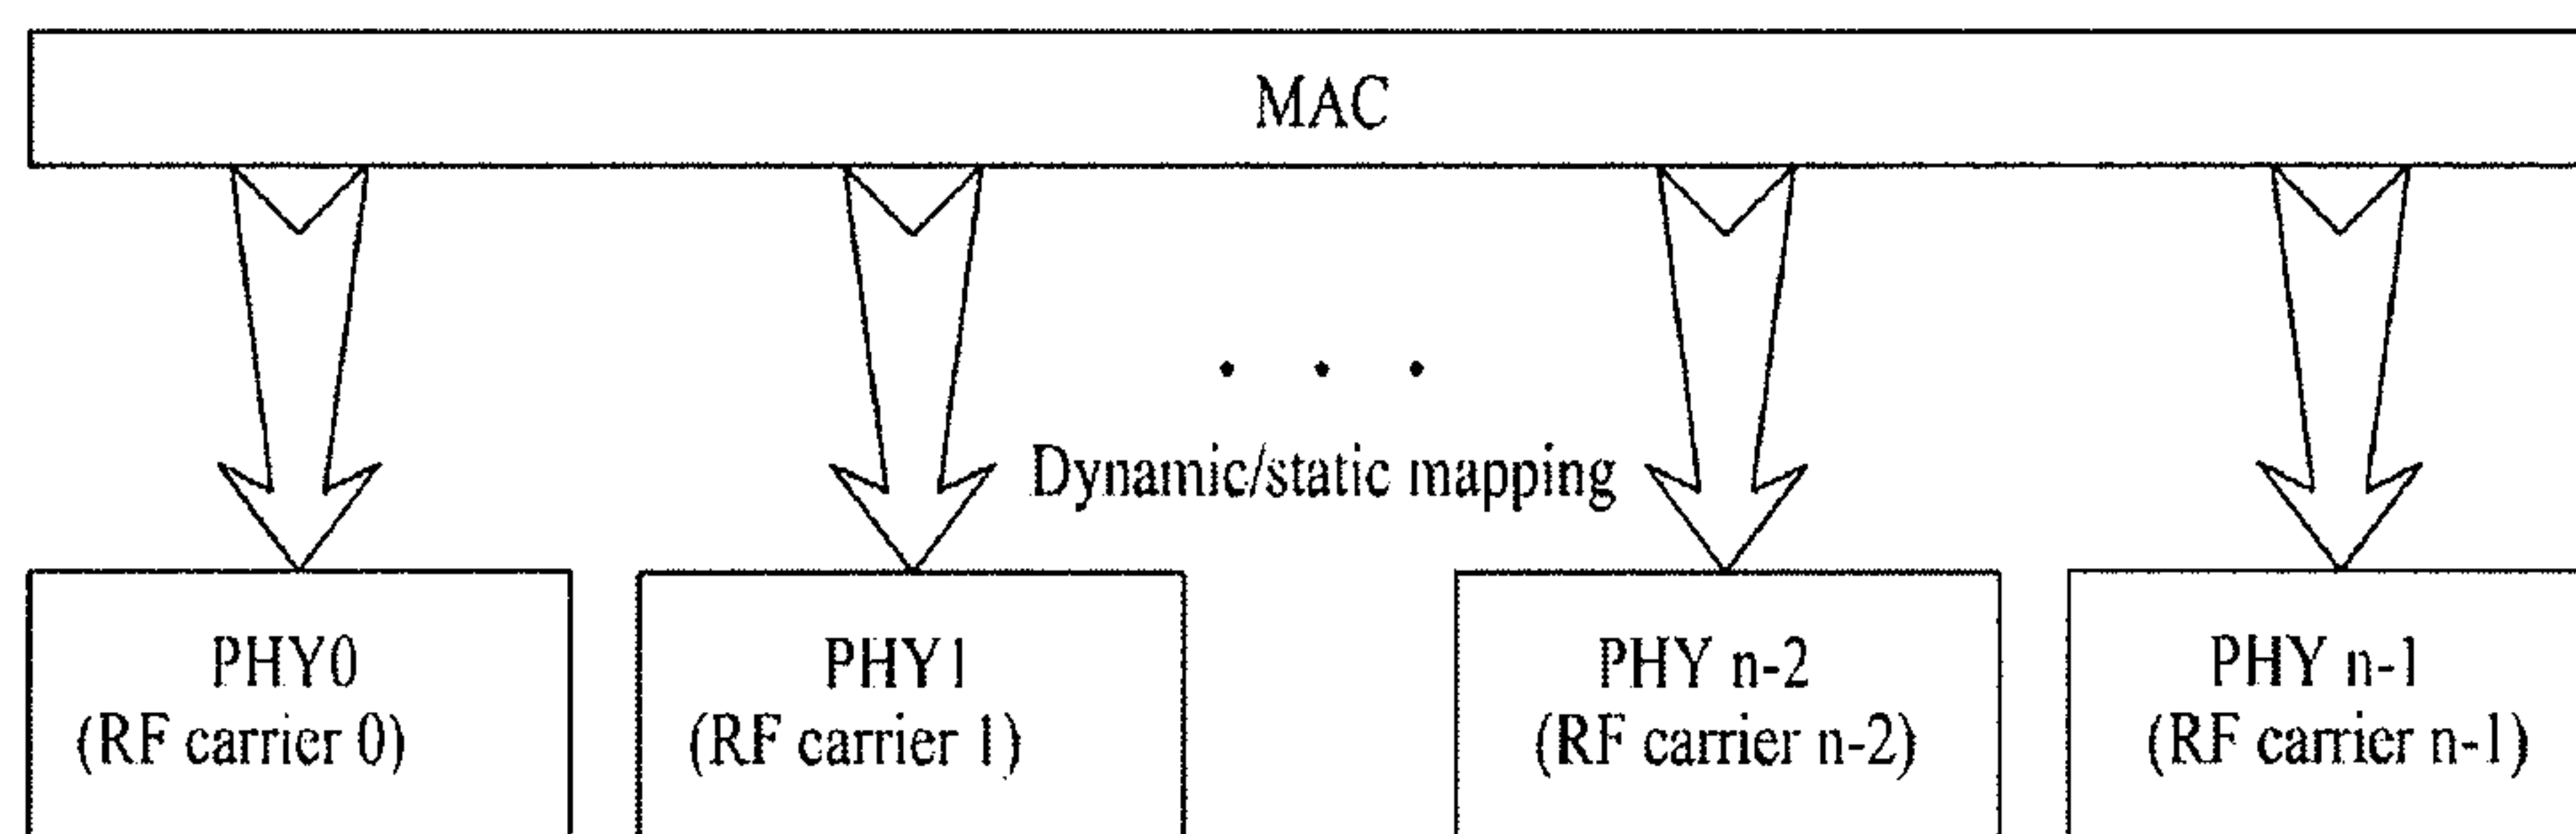 MAC
Dynamic/static mapping
PHY0
(RF carrier 0)
PHY1
(RF carrier 1)
PHY n-2
(RF carrier n-2)
PHY n-1
(RF carrier n-1)